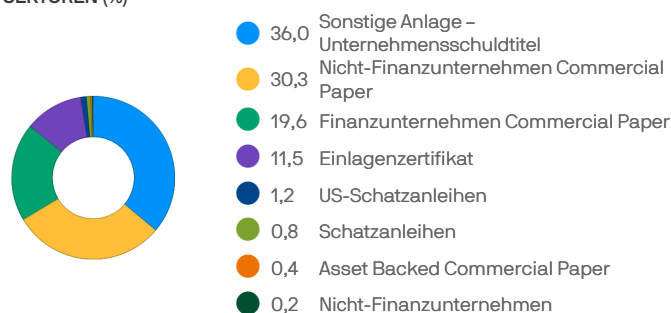 SEKTOREN (%)
36,0 Sonstige Anlage –
Unternehmensschuldtitel
30,3 Nicht-Finanzunternehmen Commercial
Paper
19,6 Finanzunternehmen Commercial Paper
11,5 Einlagenzertifikat
1,2 US-Schatzanleihen
0,8 Schatzanleihen
0,4 Asset Backed Commercial Paper
0,2 Nicht-Finanzunternehmen